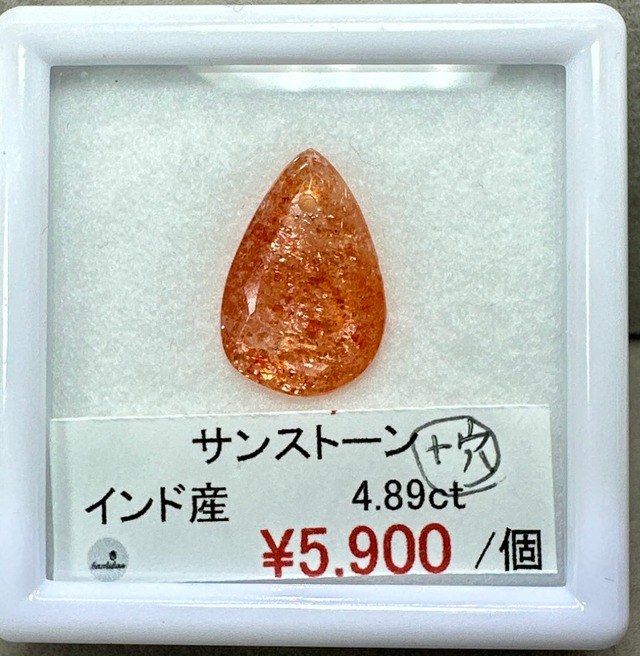 サンストーン +穴
インド産 4.89ct
¥5,900 /個